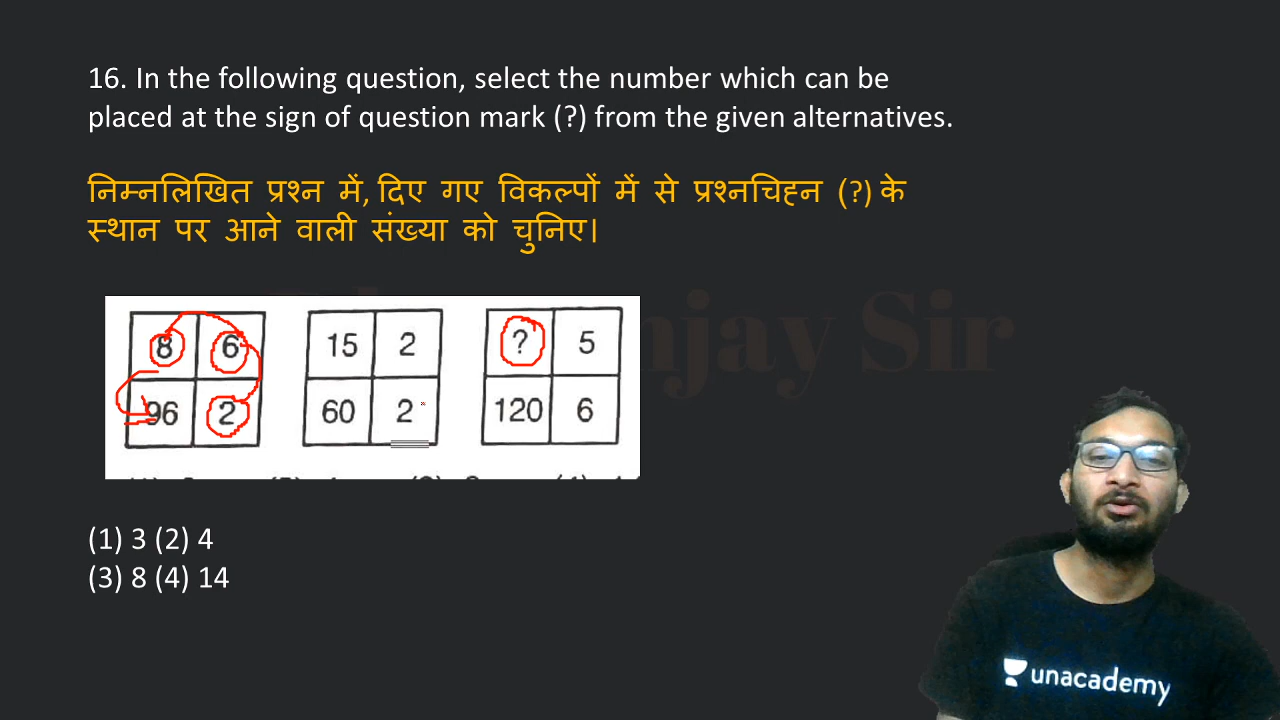 16. In the following question, select the number which can be
placed at the sign of question mark (?) from the given alternatives.
निम्नलिखित प्रश्न में, दिए गए विकल्पों में से प्रश्नचिह्न (?) के
स्थान पर आने वाली संख्या को चुनिए।
8 6 15 2 ? 5
96 2 60 2 120 6
(1) 3 (2) 4
(3) 8 (4) 14
njay Sir
unacademy